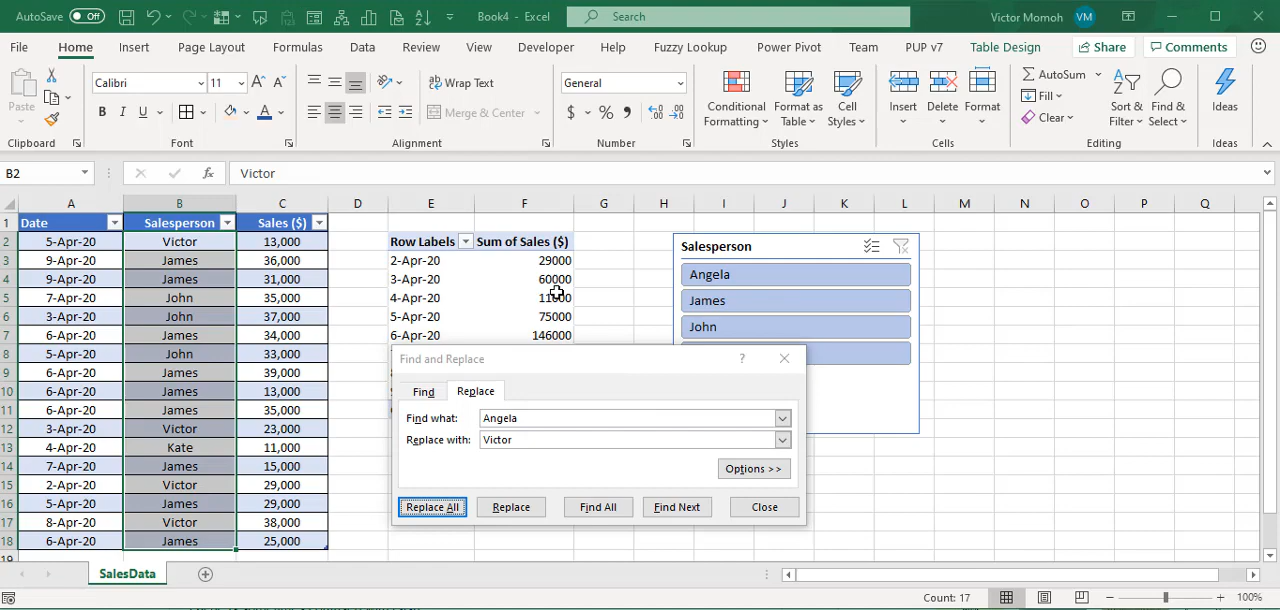 AutoSave Off Book4 - Excel Search Victor Momoh VM
File Home Insert Draw Page Layout Formulas Data Review View Developer Help Fuzzy Lookup Power Pivot Team PUP v7 Table Design Share Comments
Paste
Clipboard
Calibri 11
B I U
Font
Wrap Text
Merge & Center
Alignment
General
$ % ,
Number
Conditional Formatting
Format as Table
Cell Styles
Styles
Insert Delete Format
Cells
AutoSum
Fill
Clear
Sort & Filter
Find & Select
Editing
Ideas
Ideas
B2 fx Victor
A B C D E F G H I J K L M N O P Q
1 Date Salesperson Sales ($)
2 5-Apr-20 Victor 13,000 Row Labels Sum of Sales ($)
3 9-Apr-20 James 36,000 2-Apr-20 29000
4 9-Apr-20 James 31,000 3-Apr-20 60000
5 7-Apr-20 John 35,000 4-Apr-20
6 3-Apr-20 John 37,000 5-Apr-20 75000
7 6-Apr-20 James 34,000 6-Apr-20 146000
8 5-Apr-20 John 33,000
9 6-Apr-20 James 39,000
10 6-Apr-20 James 13,000
11 6-Apr-20 James 35,000
12 3-Apr-20 Victor 23,000
13 4-Apr-20 Kate 11,000
14 7-Apr-20 James 15,000
15 2-Apr-20 Victor 29,000
16 5-Apr-20 James 29,000
17 8-Apr-20 Victor 38,000
18 6-Apr-20 James 25,000
19
Salesperson
Angela
James
John
Find and Replace ?
Find Replace
Find what: Angela
Replace with: Victor
Options >>
Replace All Replace Find All Find Next Close
SalesData
Count: 17 100%